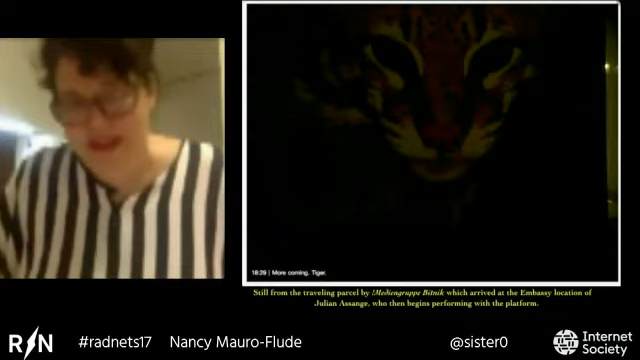 18:29 | More coming. Tiger.
Still from the traveling parcel by !Mediengruppe Bitnik which arrived at the Embassy location of
Julian Assange, who then begins performing with the platform.
RN
#radnets17 Nancy Mauro-Flude
@sister0
Internet
Society